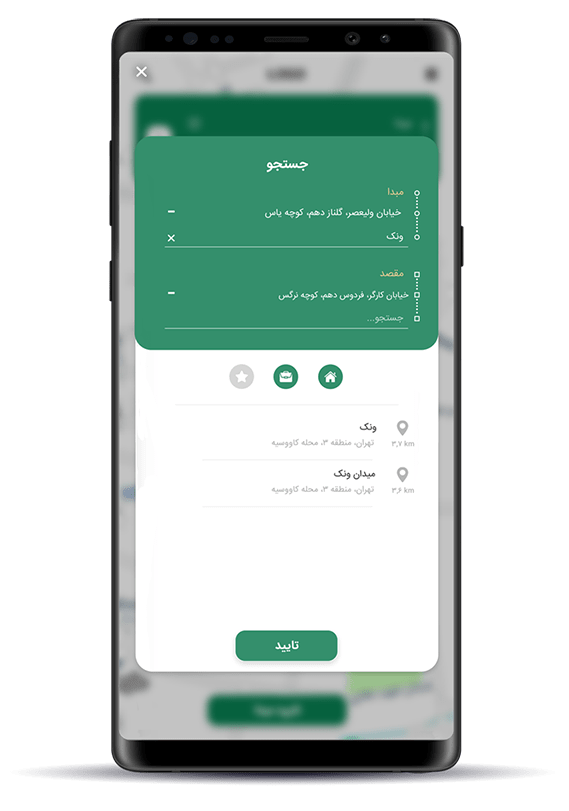 جستجو
مبدا
خیابان ولیعصر، گلناز دهم، کوچه یاس
ونک
مقصد
خیابان کارگر، فردوس دهم، کوچه نرگس
جستجو...
ونک
تهران، منطقه ۳، محله کاووسیه
۳٫۷ km
میدان ونک
تهران، منطقه ۳، محله کاووسیه
۳٫۶ km
تایید